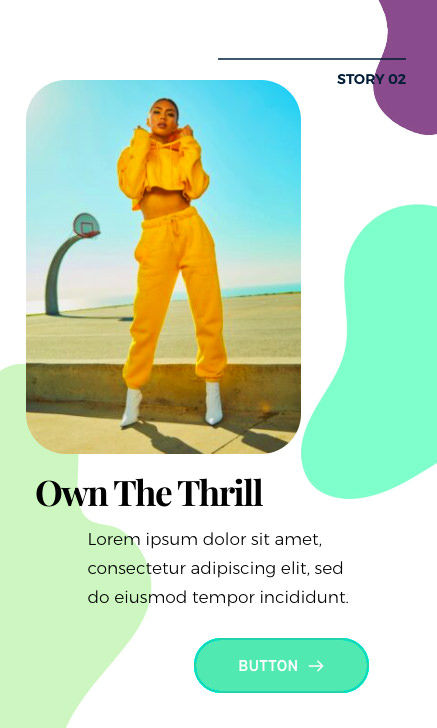 STORY 02
Own The Thrill
Lorem ipsum dolor sit amet,
consectetur adipiscing elit, sed
do eiusmod tempor incididunt.
BUTTON →